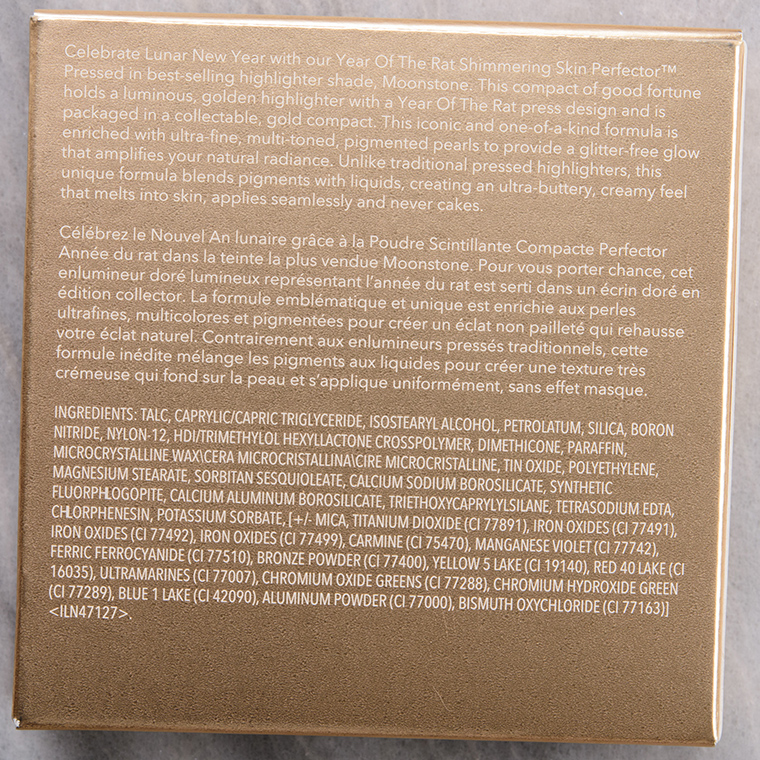 Celebrate Lunar New Year with our Year Of The Rat Shimmering Skin Perfector™
Pressed in best-selling highlighter shade, Moonstone. This compact of good fortune
holds a luminous, golden highlighter with a Year Of The Rat press design and is
packaged in a collectable, gold compact. This iconic and one-of-a-kind formula is
enriched with ultra-fine, multi-toned, pigmented pearls to provide a glitter-free glow
that amplifies your natural radiance. Unlike traditional pressed highlighters, this
unique formula blends pigments with liquids, creating an ultra-buttery, creamy feel
that melts into skin, applies seamlessly and never cakes.
Célébrez le Nouvel An lunaire grâce à la Poudre Scintillante Compacte Perfector
Année du rat dans la teinte la plus vendue Moonstone. Pour vous porter chance, cet
enlumineur doré lumineux représentant l'année du rat est serti dans un écrin doré en
édition collector. La formule emblématique et unique est enrichie aux perles
ultrafines, multicolores et pigmentées pour créer un éclat non pailleté qui rehausse
votre éclat naturel. Contrairement aux enlumineurs pressés traditionnels, cette
formule inédite mélange les pigments aux liquides pour créer une texture très
crémeuse qui fond sur la peau et s'applique uniformément, sans effet masque.
INGREDIENTS: TALC, CAPRYLIC/CAPRIC TRIGLYCERIDE, ISOSTEARYL ALCOHOL, PETROLATUM, SILICA, BORON
NITRIDE, NYLON-12, HDI/TRIMETHYLOL HEXYLLACTONE CROSSPOLYMER, DIMETHICONE, PARAFFIN,
MICROCRYSTALLINE WAX\CERA MICROCRISTALLINA\CIRE MICROCRISTALLINE, TIN OXIDE, POLYETHYLENE,
MAGNESIUM STEARATE, SORBITAN SESQUIOLEATE, CALCIUM SODIUM BOROSILICATE, SYNTHETIC
FLUORPHLOGOPITE, CALCIUM ALUMINUM BOROSILICATE, TRIETHOXYCAPRYLYLSILANE, TETRASODIUM EDTA,
CHLORPHENESIN, POTASSIUM SORBATE, [+/- MICA, TITANIUM DIOXIDE (CI 77891), IRON OXIDES (CI 77491),
IRON OXIDES (CI 77492), IRON OXIDES (CI 77499), CARMINE (CI 75470), MANGANESE VIOLET (CI 77742),
FERRIC FERROCYANIDE (CI 77510), BRONZE POWDER (CI 77400), YELLOW 5 LAKE (CI 19140), RED 40 LAKE (CI
16035), ULTRAMARINES (CI 77007), CHROMIUM OXIDE GREENS (CI 77288), CHROMIUM HYDROXIDE GREEN
(CI 77289), BLUE 1 LAKE (CI 42090), ALUMINUM POWDER (CI 77000), BISMUTH OXYCHLORIDE (CI 77163)]
<ILN47127>.